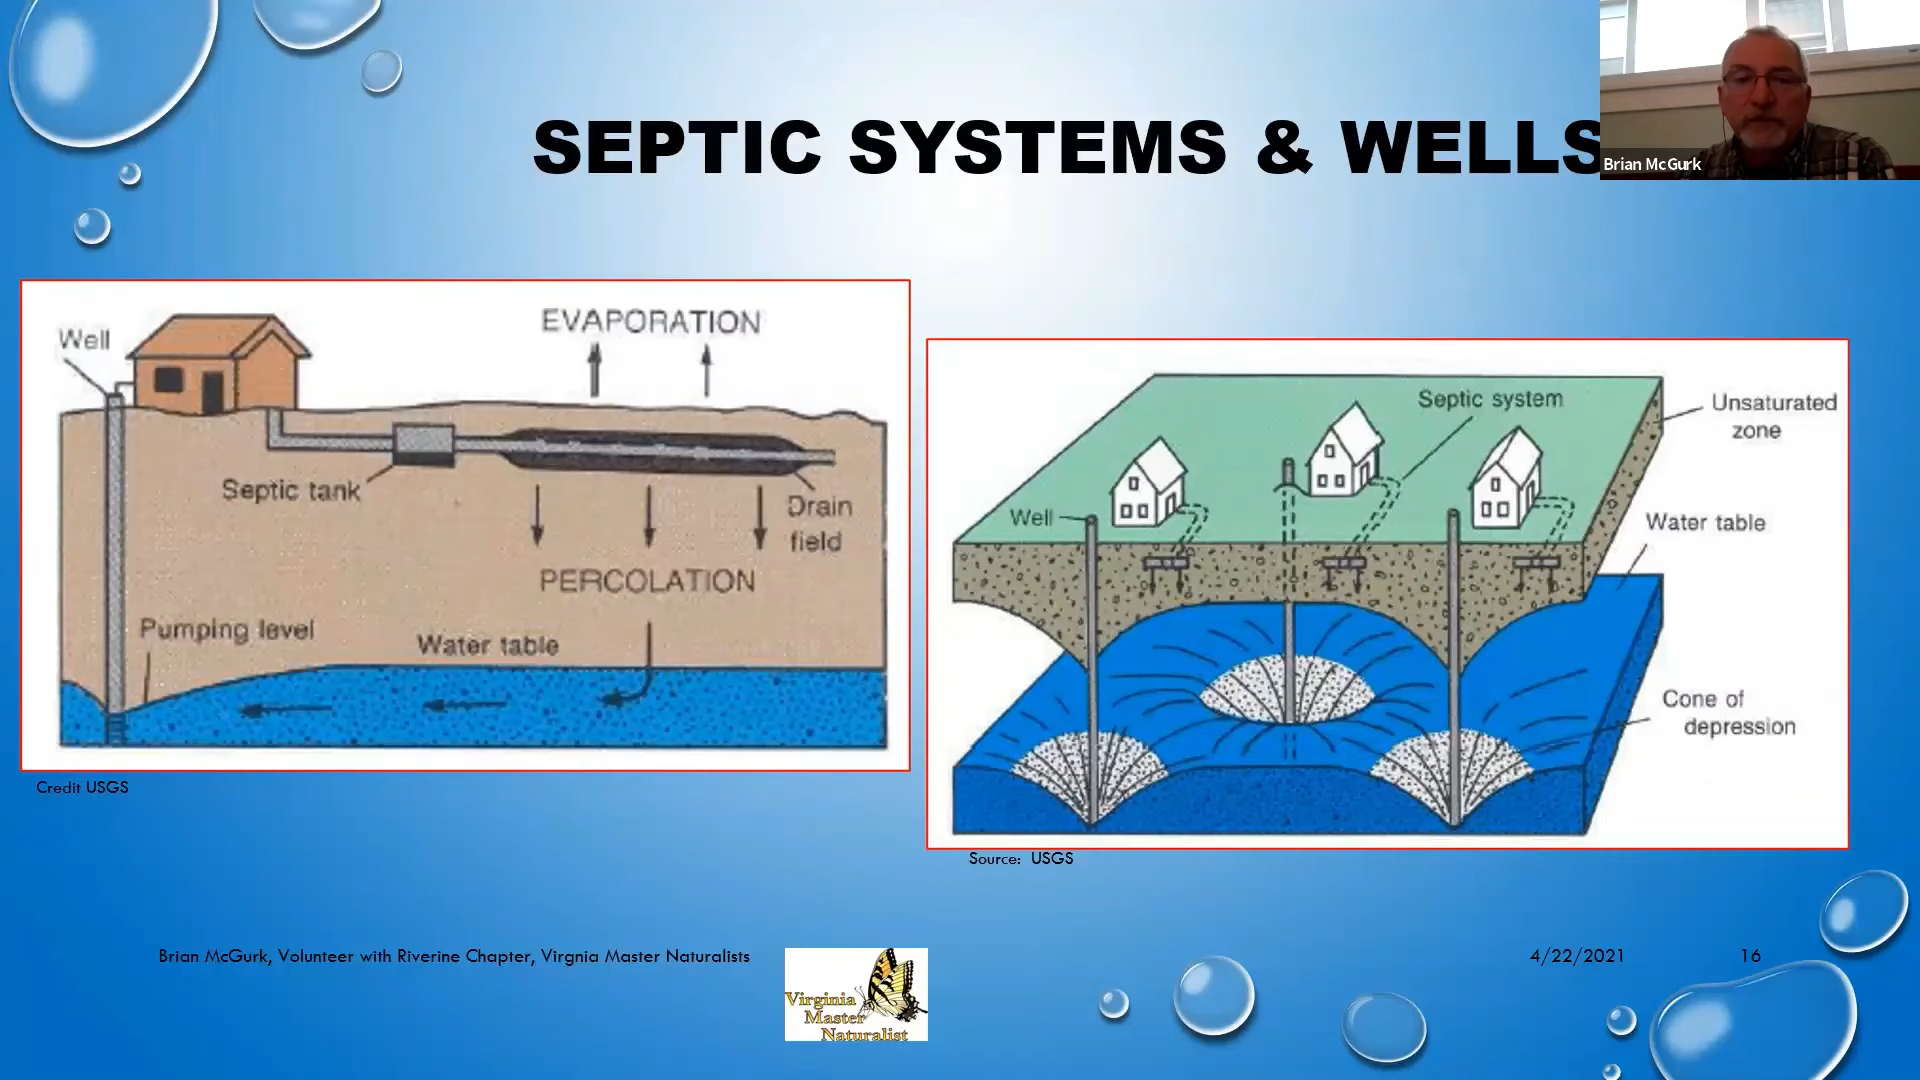 SEPTIC SYSTEMS & WELLS
Brian McGurk
Well
EVAPORATION
Septic tank
Drain
field
PERCOLATION
Pumping level
Water table
Credit USGS
Septic system
Unsaturated
zone
Well
Water table
Cone of
depression
Source: USGS
Brian McGurk, Volunteer with Riverine Chapter, Virgnia Master Naturalists
Virginia
Master
Naturalist
4/22/2021
16